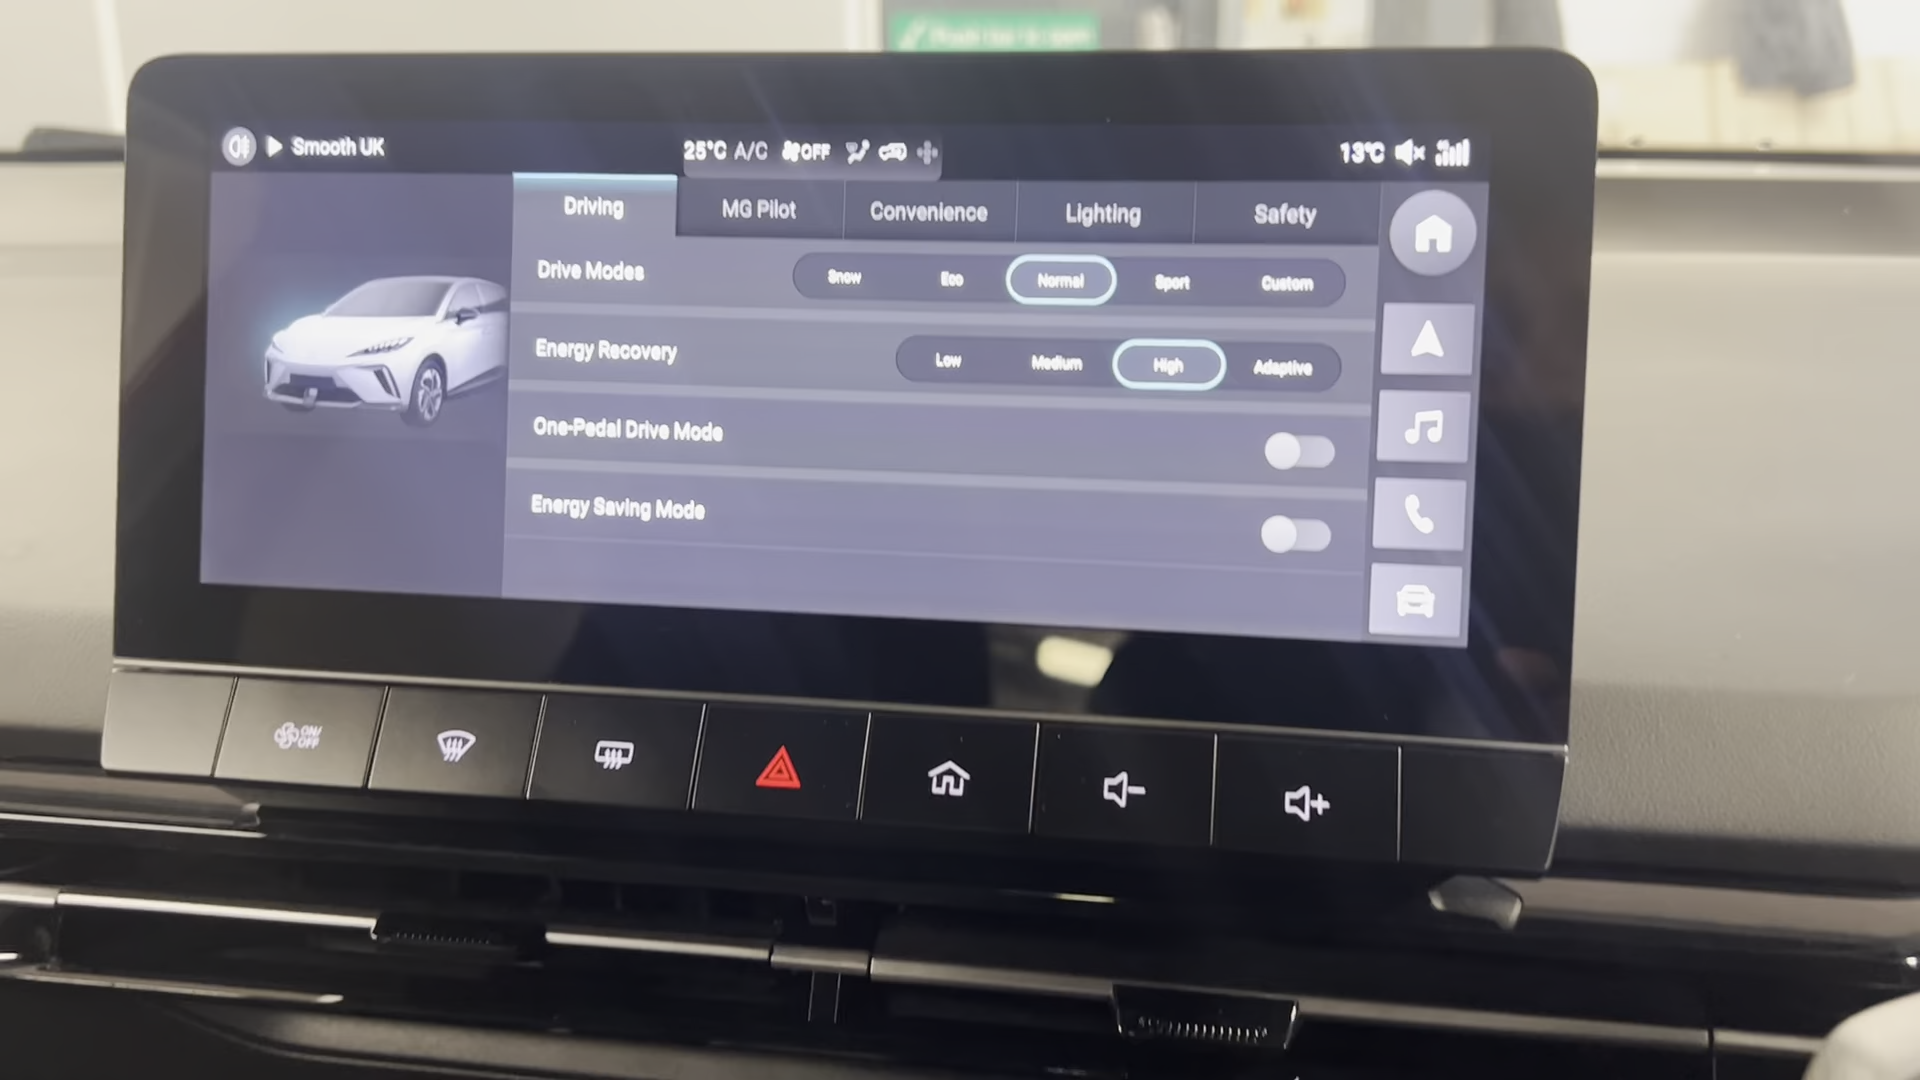 Smooth UK
25°C A/C OFF
13°C
Driving
MG Pilot
Convenience
Lighting
Safety
Drive Modes
Snow
Eco
Normal
Sport
Custom
Energy Recovery
Low
Medium
High
Adaptive
One-Pedal Drive Mode
Energy Saving Mode
ON/
OFF